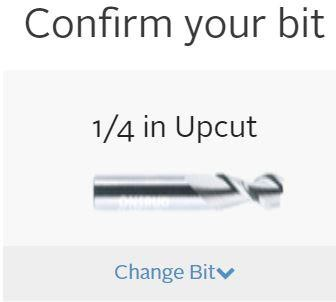 Confirm your bit
1/4 in Upcut
Change Bit